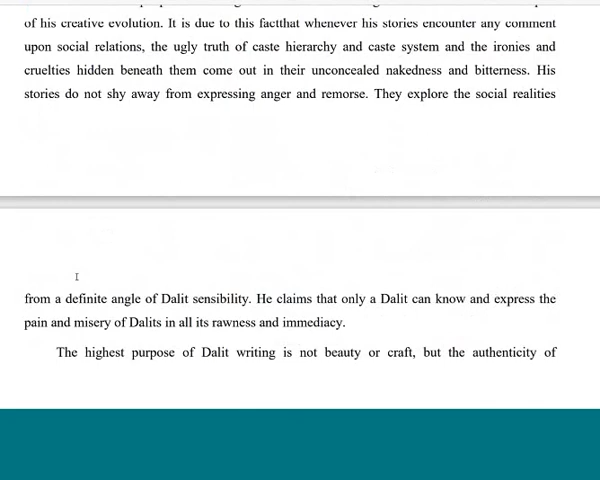 of his creative evolution. It is due to this factthat whenever his stories encounter any comment
upon social relations, the ugly truth of caste hierarchy and caste system and the ironies and
cruelties hidden beneath them come out in their unconcealed nakedness and bitterness. His
stories do not shy away from expressing anger and remorse. They explore the social realities
from a definite angle of Dalit sensibility. He claims that only a Dalit can know and express the
pain and misery of Dalits in all its rawness and immediacy.
The highest purpose of Dalit writing is not beauty or craft, but the authenticity of